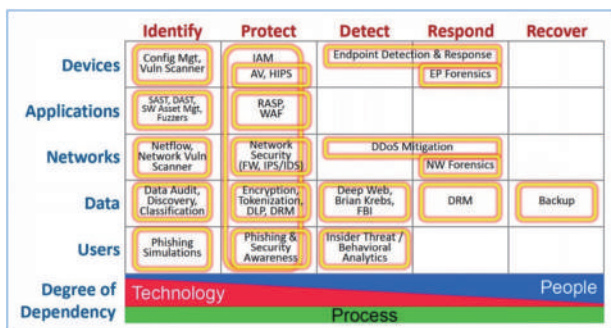 Identify Protect Detect Respond Recover
Devices
Config Mgt,
Vuln Scanner
IAM
AV, HIPS
Endpoint Detection & Response
EP Forensics
Applications
SAST, DAST,
SW Asset Mgt,
Fuzzers
RASP,
WAF
Networks
Netflow,
Network Vuln
Scanner
Network
Security
(FW, IPS/IDS)
DDoS Mitigation
NW Forensics
Data
Data Audit,
Discovery,
Classification
Encryption,
Tokenization,
DLP, DRM
Deep Web,
Brian Krebs,
FBI
DRM
Backup
Users
Phishing
Simulations
Phishing &
Security
Awareness
Insider Threat /
Behavioral
Analytics
Degree of
Dependency
Technology
People
Process